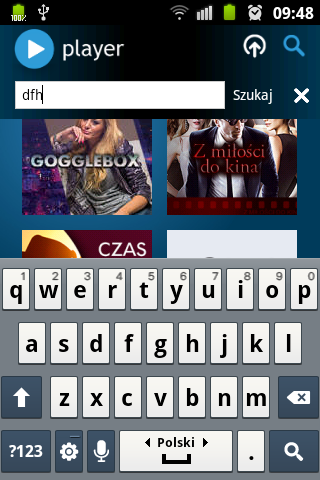 100%
09:48
player
dfh
Szukaj
GOGGLEBOX
Z miłości
do kina
CZAS
1 2 3 4 5 6 7 8 9 0
q w e r t y u i o p
a s d f g h j k l
z x c v b n m
?123
Polski
.